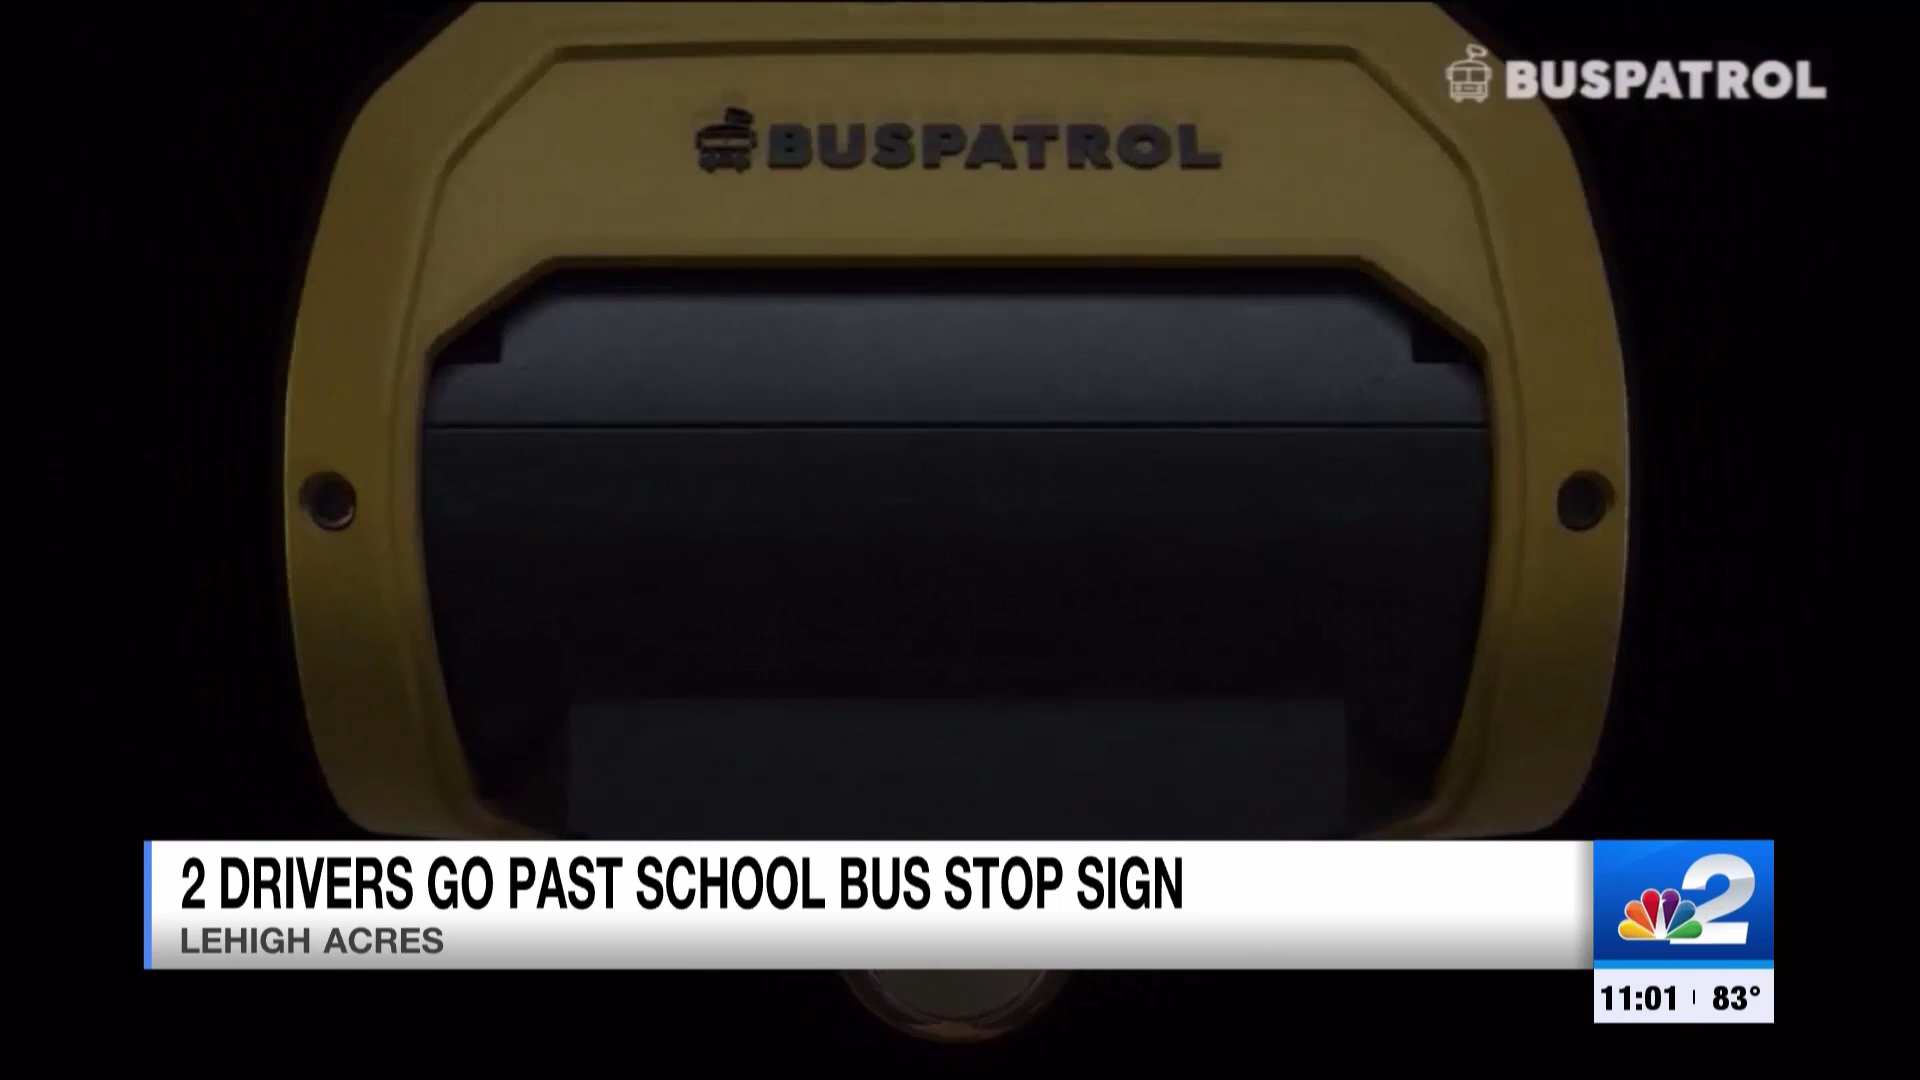 BUSPATROL
BUSPATROL
2 DRIVERS GO PAST SCHOOL BUS STOP SIGN
LEHIGH ACRES
2
11:01 83°